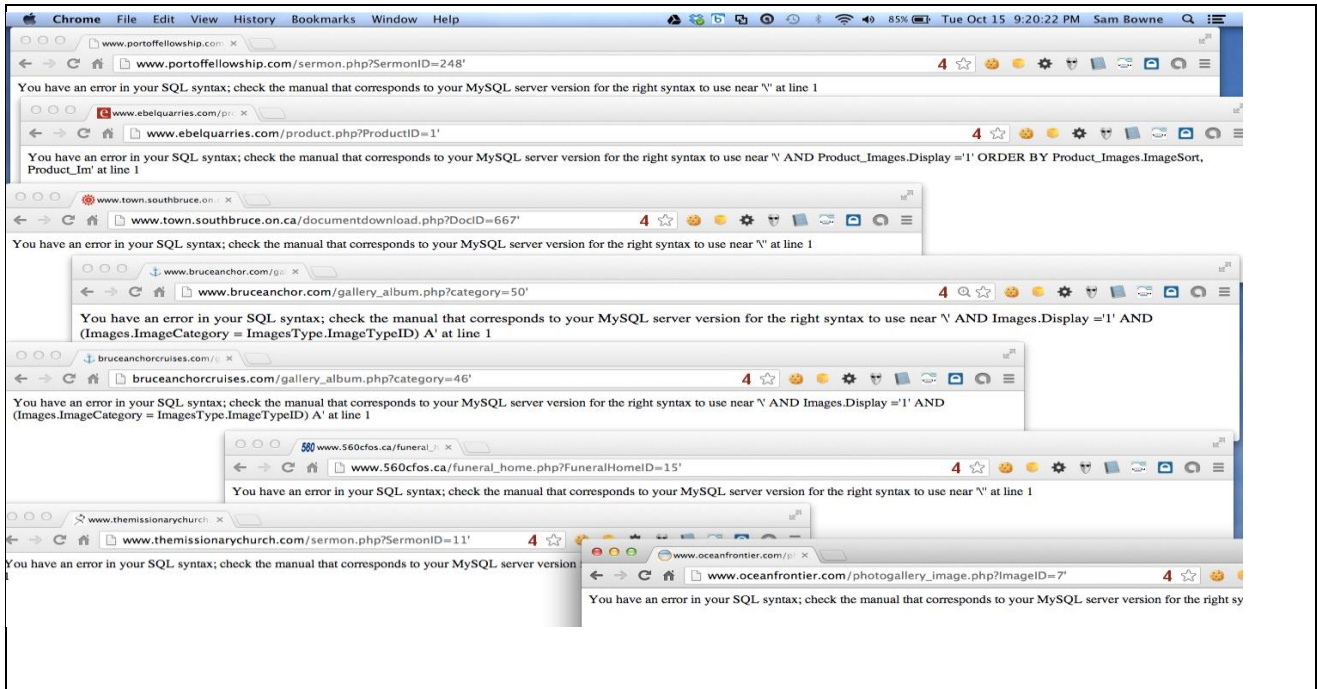 Chrome File Edit View History Bookmarks Window Help 85% Tue Oct 15 9:20:22 PM Sam Bowne
www.portoffellowship.com ×
www.portoffellowship.com/sermon.php?SermonID=248' 4
You have an error in your SQL syntax; check the manual that corresponds to your MySQL server version for the right syntax to use near '\'' at line 1
www.ebelquarries.com/pr ×
www.ebelquarries.com/product.php?ProductID=1' 4
You have an error in your SQL syntax; check the manual that corresponds to your MySQL server version for the right syntax to use near '\' AND Product_Images.Display ='1' ORDER BY Product_Images.ImageSort,
Product_Im' at line 1
www.town.southbruce.on. ×
www.town.southbruce.on.ca/documentdownload.php?DocID=667' 4
You have an error in your SQL syntax; check the manual that corresponds to your MySQL server version for the right syntax to use near '\'' at line 1
www.bruceanchor.com/gal ×
www.bruceanchor.com/gallery_album.php?category=50' 4
You have an error in your SQL syntax; check the manual that corresponds to your MySQL server version for the right syntax to use near '\' AND Images.Display ='1' AND
(Images.ImageCategory = ImagesType.ImageTypeID) A' at line 1
bruceanchorcruises.com/g ×
bruceanchorcruises.com/gallery_album.php?category=46' 4
You have an error in your SQL syntax; check the manual that corresponds to your MySQL server version for the right syntax to use near '\' AND Images.Display ='1' AND
(Images.ImageCategory = ImagesType.ImageTypeID) A' at line 1
560 www.560cfos.ca/funeral_h ×
www.560cfos.ca/funeral_home.php?FuneralHomeID=15' 4
You have an error in your SQL syntax; check the manual that corresponds to your MySQL server version for the right syntax to use near '\'' at line 1
www.themissionarychurch. ×
www.themissionarychurch.com/sermon.php?SermonID=11' 4
You have an error in your SQL syntax; check the manual that corresponds to your MySQL server version
1
www.oceanfrontier.com/pl ×
www.oceanfrontier.com/photogallery_image.php?ImageID=7' 4
You have an error in your SQL syntax; check the manual that corresponds to your MySQL server version for the right sy